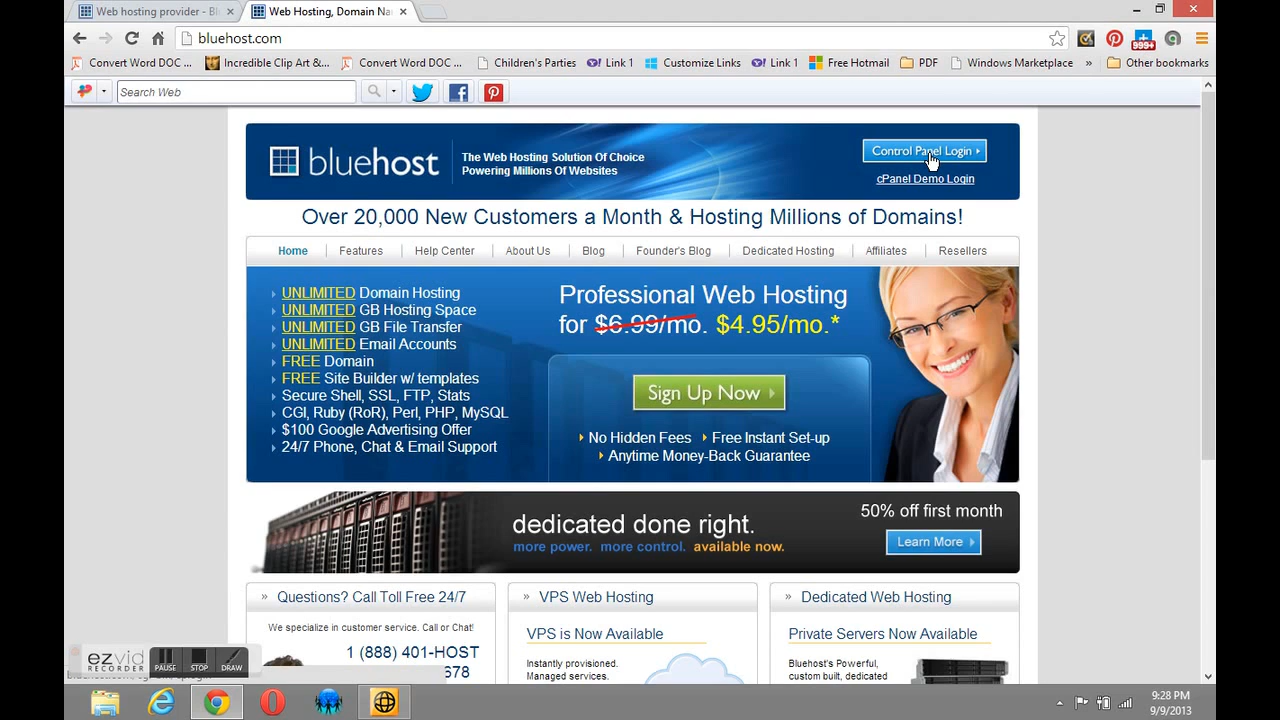 Web hosting provider - Bl
Web Hosting, Domain Na
bluehost.com
999+
Convert Word DOC ...
Incredible Clip Art &...
Convert Word DOC ...
Children's Parties
Link 1
Customize Links
Link 1
Free Hotmail
PDF
Windows Marketplace
»
Other bookmarks
Search Web
bluehost
The Web Hosting Solution Of Choice
Powering Millions Of Websites
Control Panel Login
cPanel Demo Login
Over 20,000 New Customers a Month & Hosting Millions of Domains!
Home
Features
Help Center
About Us
Blog
Founder's Blog
Dedicated Hosting
Affiliates
Resellers
UNLIMITED Domain Hosting
UNLIMITED GB Hosting Space
UNLIMITED GB File Transfer
UNLIMITED Email Accounts
FREE Domain
FREE Site Builder w/ templates
Secure Shell, SSL, FTP, Stats
CGI, Ruby (RoR), Perl, PHP, MySQL
$100 Google Advertising Offer
24/7 Phone, Chat & Email Support
Professional Web Hosting
for $6.99/mo. $4.95/mo.*
Sign Up Now
No Hidden Fees
Free Instant Set-up
Anytime Money-Back Guarantee
dedicated done right.
more power. more control. available now.
50% off first month
Learn More
» Questions? Call Toll Free 24/7
We specialize in customer service. Call or Chat!
1 (888) 401-HOST
678
» VPS Web Hosting
VPS is Now Available
Instantly provisioned.
Managed services.
» Dedicated Web Hosting
Private Servers Now Available
Bluehost's Powerful,
custom built, dedicated
ezvid
RECORDER
PAUSE
STOP
DRAW
9:28 PM
9/9/2013